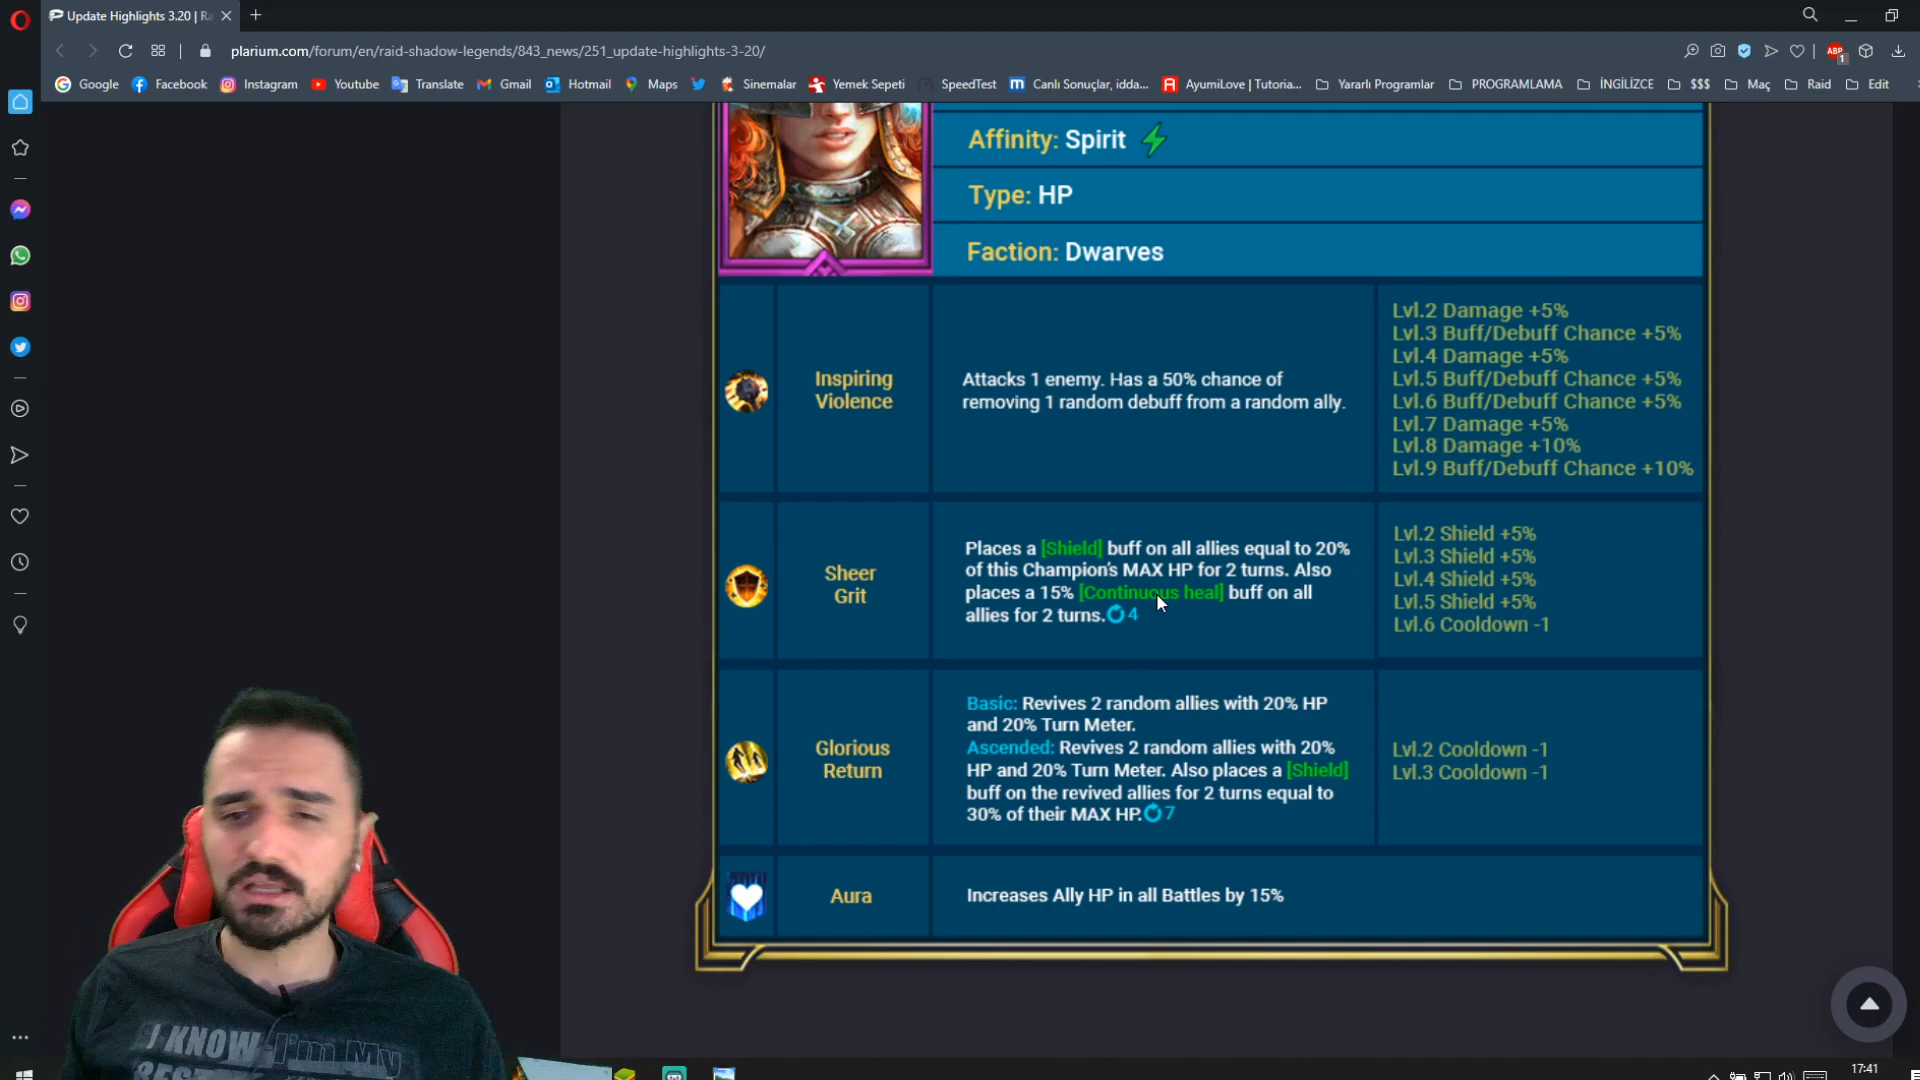 Update Highlights 3.20 | Ra
plarium.com/forum/en/raid-shadow-legends/843_news/251_update-highlights-3-20/
ABP
1
Google Facebook Instagram Youtube Translate Gmail Hotmail Maps Sinemalar Yemek Sepeti SpeedTest Canlı Sonuçlar, idda... AyumiLove | Tutoria... Yararlı Programlar PROGRAMLAMA İNGİLİZCE $$$ Maç Raid Edit
Affinity: Spirit
Type: HP
Faction: Dwarves
Inspiring
Violence
Attacks 1 enemy. Has a 50% chance of
removing 1 random debuff from a random ally.
Lvl.2 Damage +5%
Lvl.3 Buff/Debuff Chance +5%
Lvl.4 Damage +5%
Lvl.5 Buff/Debuff Chance +5%
Lvl.6 Buff/Debuff Chance +5%
Lvl.7 Damage +5%
Lvl.8 Damage +10%
Lvl.9 Buff/Debuff Chance +10%
Sheer
Grit
Places a [Shield] buff on all allies equal to 20%
of this Champion's MAX HP for 2 turns. Also
places a 15% [Continuous heal] buff on all
allies for 2 turns. 4
Lvl.2 Shield +5%
Lvl.3 Shield +5%
Lvl.4 Shield +5%
Lvl.5 Shield +5%
Lvl.6 Cooldown -1
Glorious
Return
Basic: Revives 2 random allies with 20% HP
and 20% Turn Meter.
Ascended: Revives 2 random allies with 20%
HP and 20% Turn Meter. Also places a [Shield]
buff on the revived allies for 2 turns equal to
30% of their MAX HP. 7
Lvl.2 Cooldown -1
Lvl.3 Cooldown -1
Aura
Increases Ally HP in all Battles by 15%
I KNOW I'm My
17:41